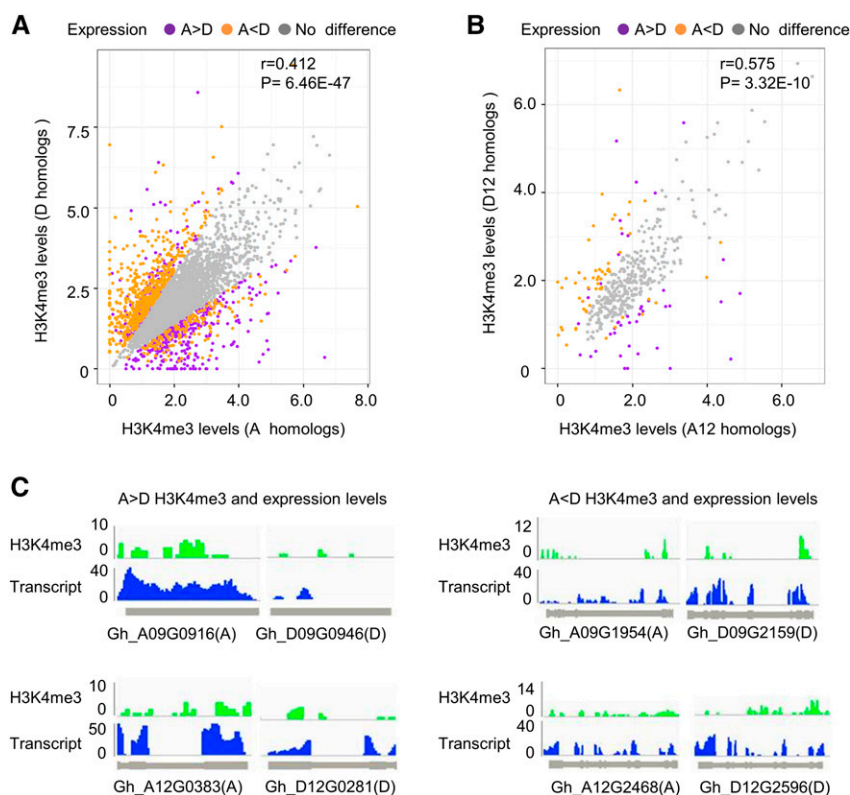 A
Expression A>D A<D No difference
r=0.412
P= 6.46E-47
H3K4me3 levels (D homologs )
7.5
5.0
2.5
0
0 2.0 4.0 6.0 8.0
H3K4me3 levels (A homologs)
B
Expression A>D A<D No difference
r=0.575
P= 3.32E-10
H3K4me3 levels (D12 homologs)
6.0
4.0
2.0
0
0 2.0 4.0 6.0
H3K4me3 levels (A12 homologs)
C
A>D H3K4me3 and expression levels
H3K4me3
10
0
Transcript
40
0
Gh_A09G0916(A) Gh_D09G0946(D)
H3K4me3
10
0
Transcript
50
0
Gh_A12G0383(A) Gh_D12G0281(D)
A<D H3K4me3 and expression levels
H3K4me3
12
0
Transcript
40
0
Gh_A09G1954(A) Gh_D09G2159(D)
H3K4me3
14
0
Transcript
40
0
Gh_A12G2468(A) Gh_D12G2596(D)